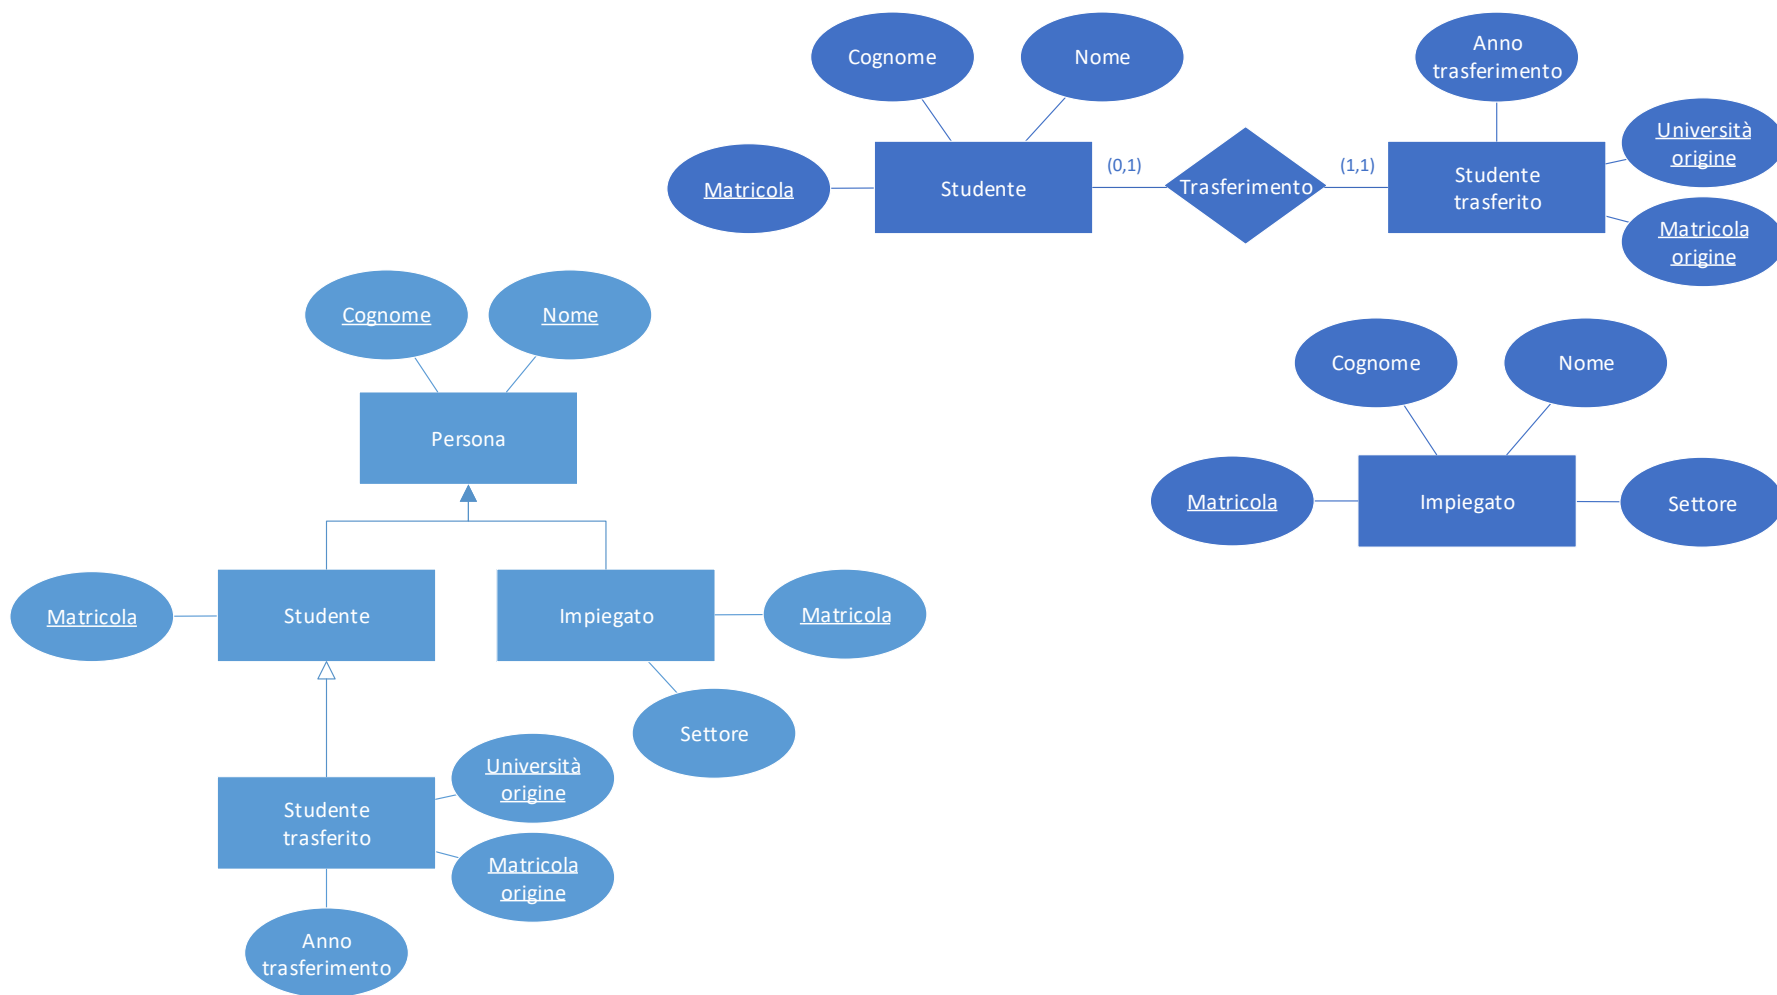 Cognome
Nome
Anno
trasferimento
Matricola
Studente
(0,1)
Trasferimento
(1,1)
Studente
trasferito
Università
origine
Matricola
origine
Cognome
Nome
Matricola
Impiegato
Settore
Cognome
Nome
Persona
Matricola
Studente
Impiegato
Matricola
Settore
Studente
trasferito
Università
origine
Matricola
origine
Anno
trasferimento